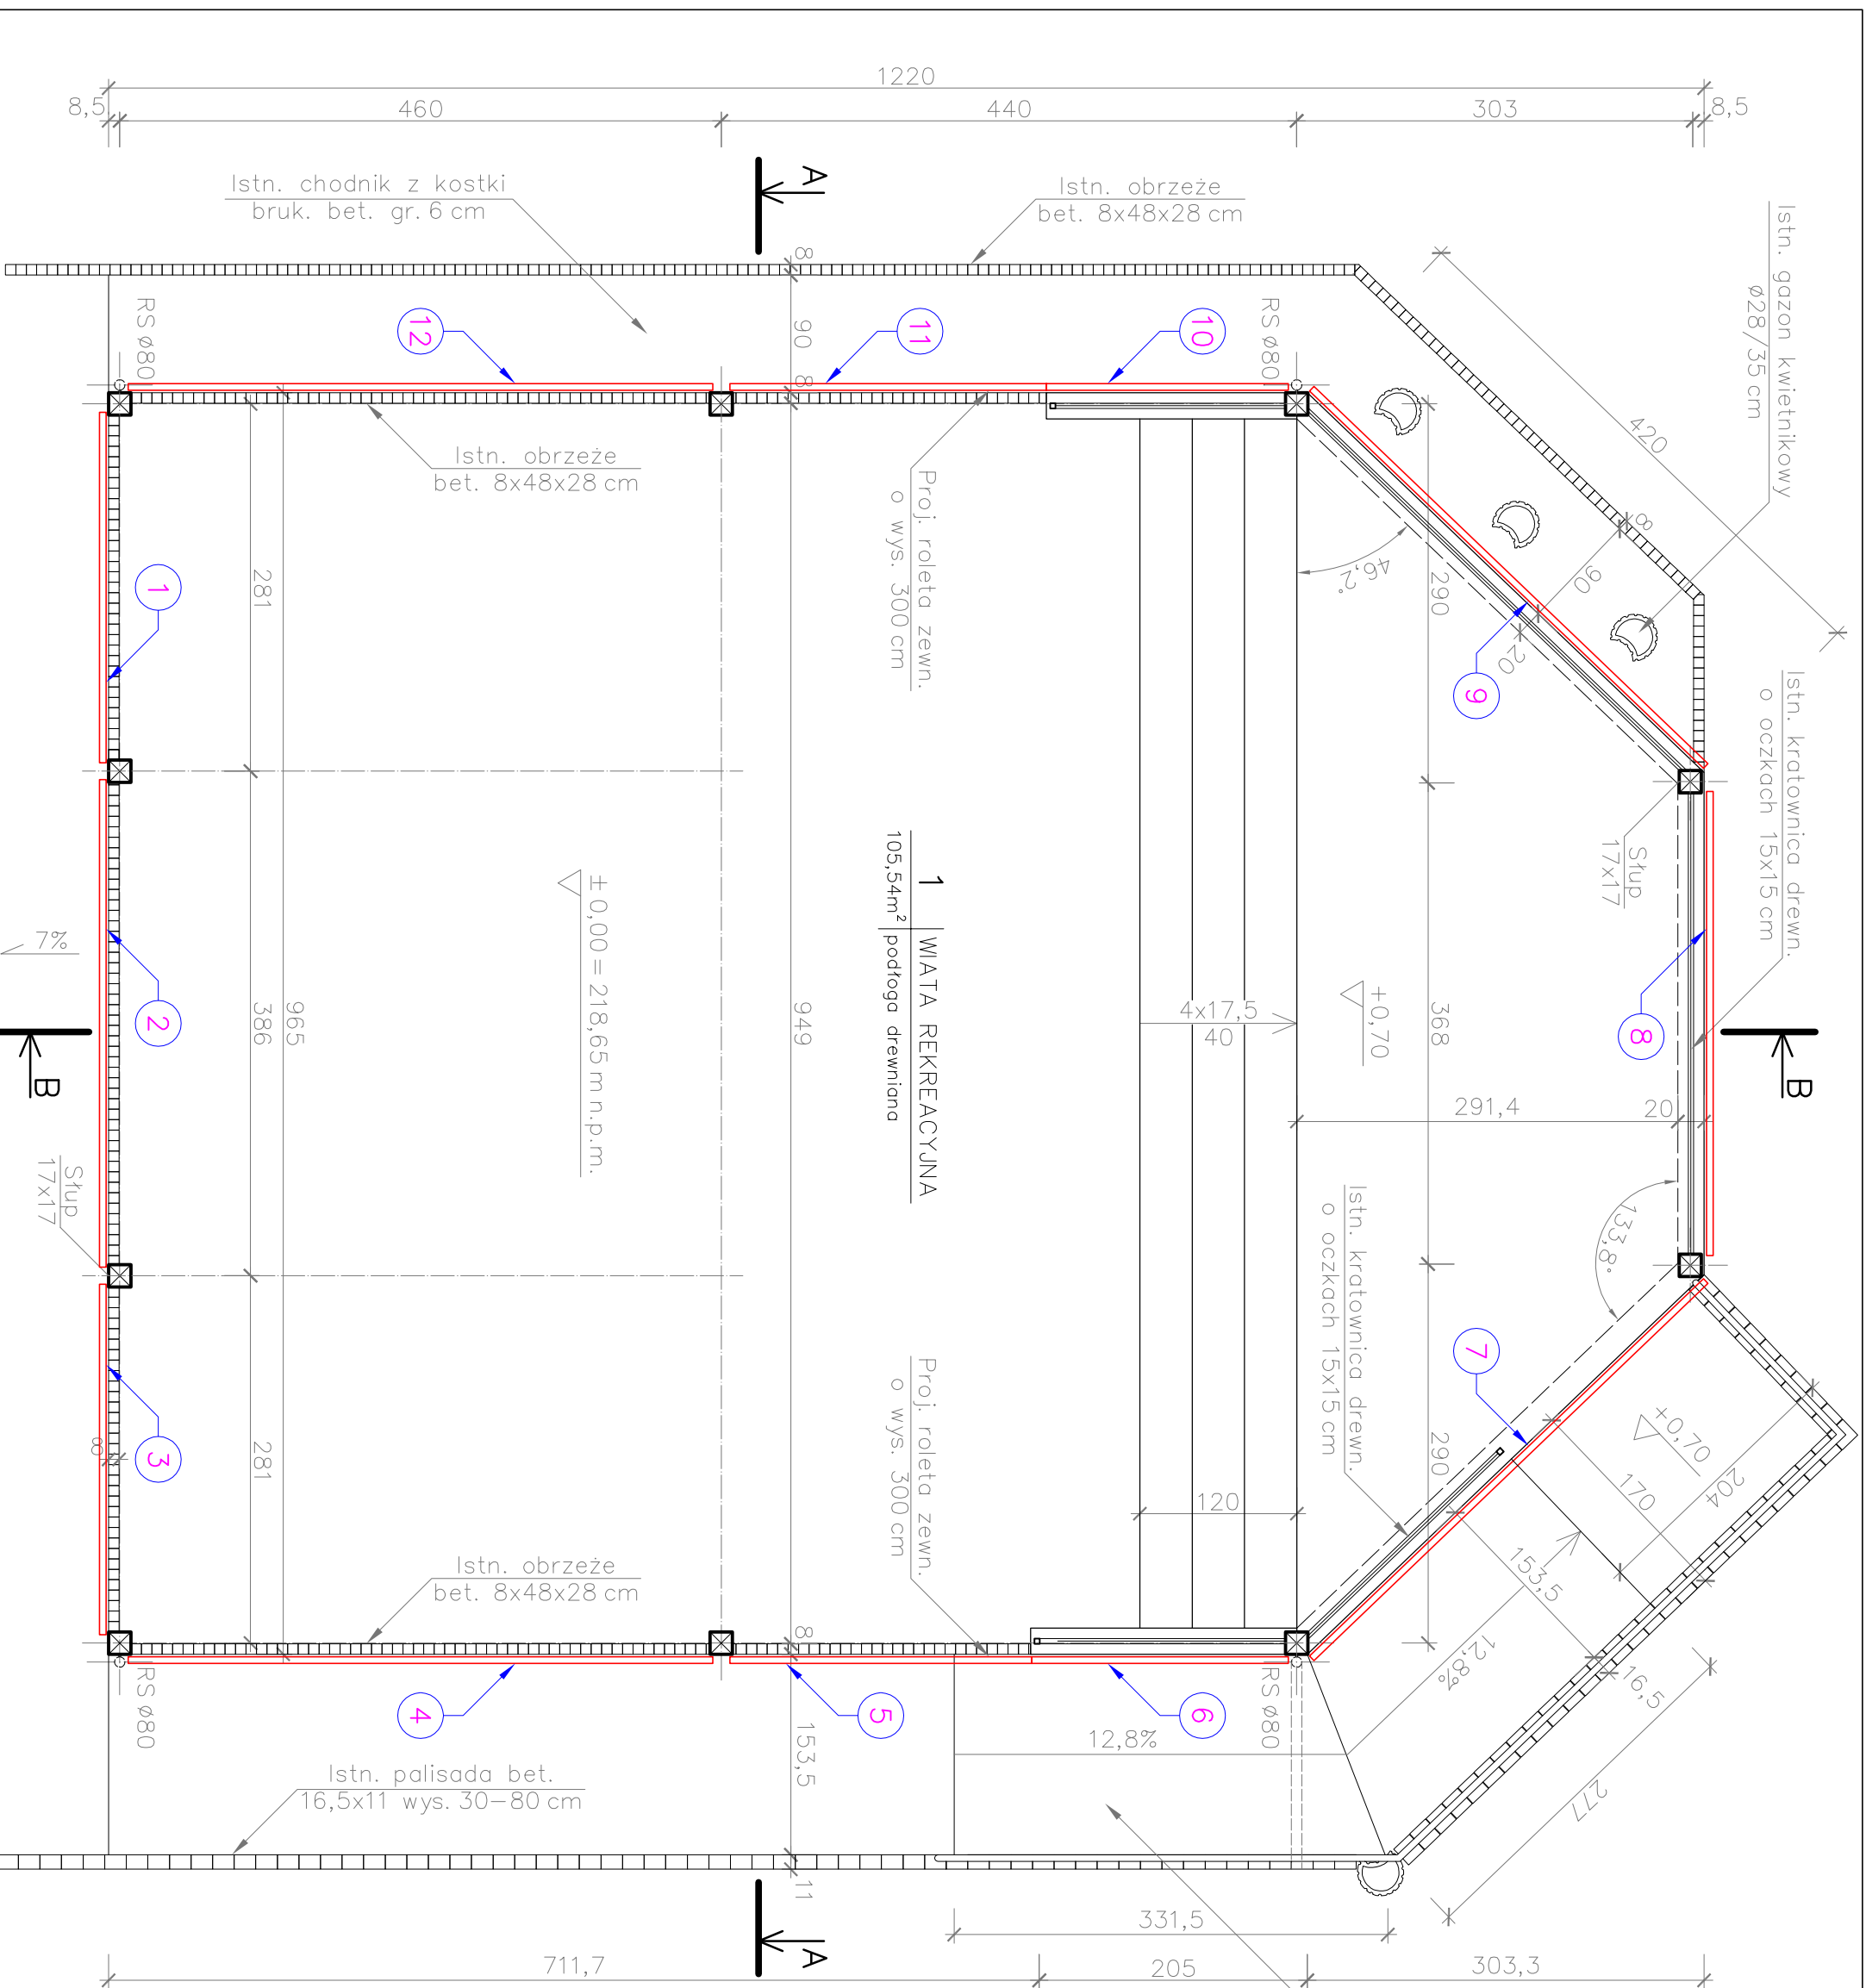 1220
8,5
460
440
303
8,5
Istn. chodnik z kostki
bruk. bet. gr. 6 cm
A
Istn. obrzeże
bet. 8x48x28 cm
Istn. gazon kwietnikowy
ø28/35 cm
420
8
90
20
8
90
8
RS ø80
12
11
10
RS ø80
46,2°
290
9
Istn. kratownica drewn.
o oczkach 15x15 cm
Słup
17x17
Istn. obrzeże
bet. 8x48x28 cm
Proj. roleta zewn.
o wys. 300 cm
281
1
1
WIATA REKREACYJNA
105,54m²
podłoga drewniana
±0,00 = 218,65 m n.p.m.
949
965
386
2
7%
B
4x17,5
40
+0,70
368
8
B
291,4
20
133,8°
Słup
17x17
Istn. kratownica drewn.
o oczkach 15x15 cm
7
290
+0,70
204
170
153,5
12,8%
16,5
277
120
Proj. roleta zewn.
o wys. 300 cm
281
3
8
Istn. obrzeże
bet. 8x48x28 cm
8
RS ø80
4
5
6
RS ø80
12,8%
153,5
Istn. palisada bet.
16,5x11 wys. 30-80 cm
11
A
331,5
711,7
205
303,3